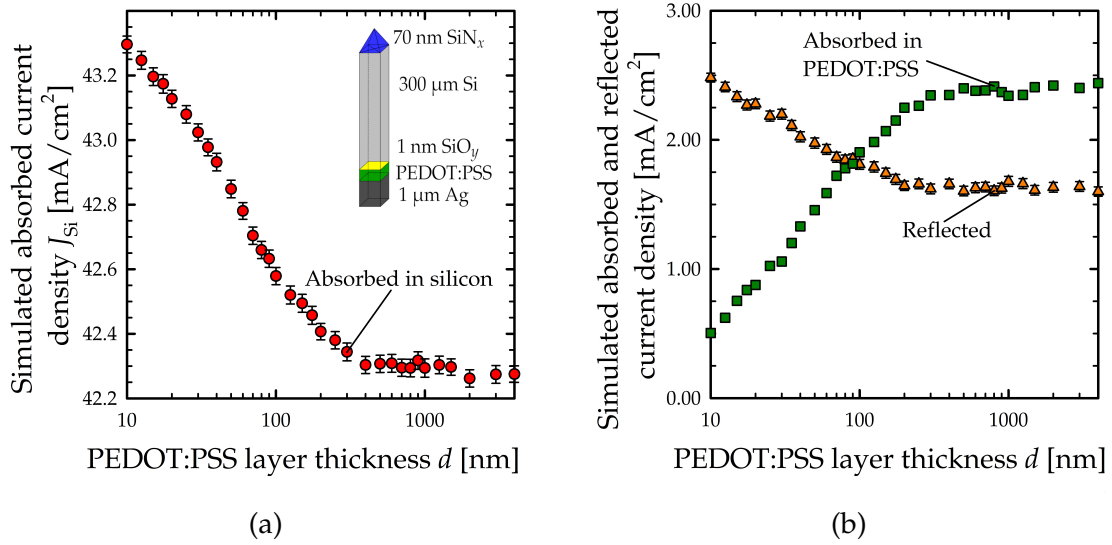 Simulated absorbed current
density J_Si [mA/cm²]
43.2
43.0
42.8
42.6
42.4
42.2
10
100
1000
PEDOT:PSS layer thickness d [nm]
70 nm SiNₓ
300 µm Si
1 nm SiO_y
PEDOT:PSS
1 µm Ag
Absorbed in silicon
(a)
Simulated absorbed and reflected
current density [mA/cm²]
3.00
2.00
1.00
0.00
10
100
1000
PEDOT:PSS layer thickness d [nm]
Absorbed in
PEDOT:PSS
Reflected
(b)